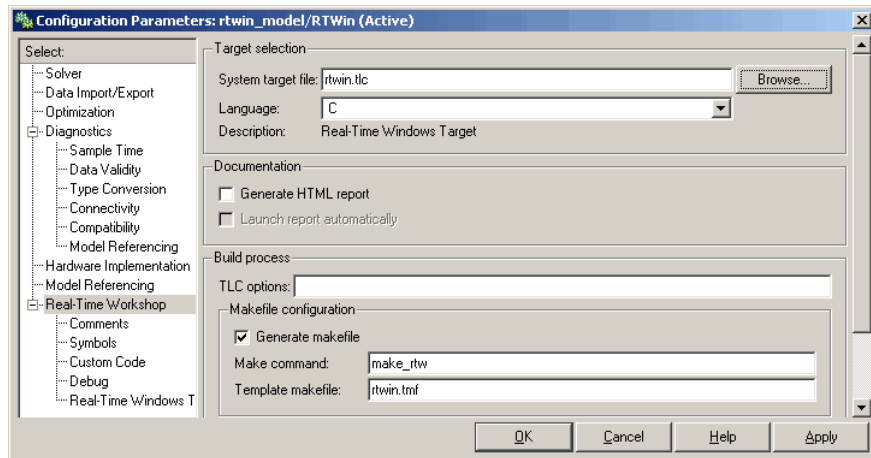 Configuration Parameters: rtwin_model/RTWin (Active)
Select:
Solver
Data Import/Export
Optimization
Diagnostics
Sample Time
Data Validity
Type Conversion
Connectivity
Compatibility
Model Referencing
Hardware Implementation
Model Referencing
Real-Time Workshop
Comments
Symbols
Custom Code
Debug
Real-Time Windows T
Target selection
System target file: rtwin.tlc Browse...
Language: C
Description: Real-Time Windows Target
Documentation
Generate HTML report
Launch report automatically
Build process
TLC options:
Makefile configuration
Generate makefile
Make command: make_rtw
Template makefile: rtwin.tmf
OK Cancel Help Apply